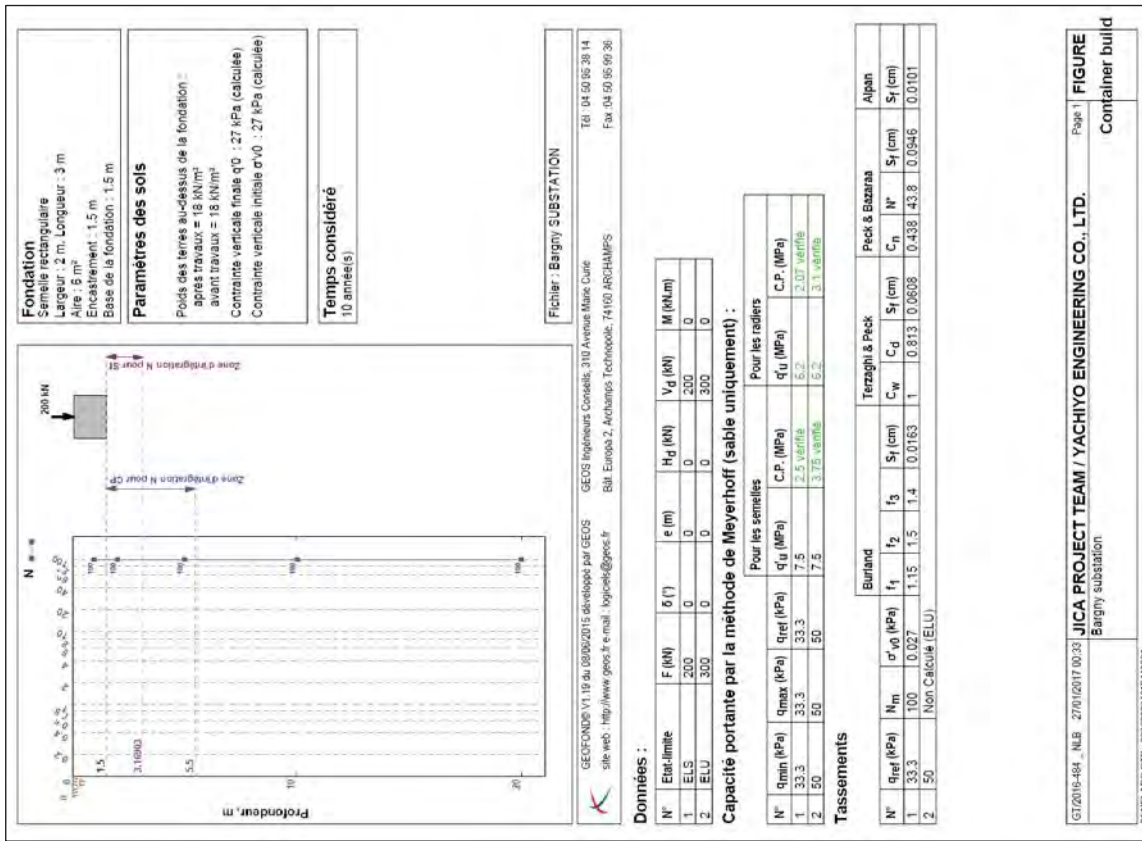 Fondation
Semelle rectangulaire
Largeur : 2 m, Longueur : 3 m
Aire : 6 m²
Encastrement : 1.5 m
Base de la fondation : 1.5 m
Paramètres des sols
Poids des terres au-dessus de la fondation :
après travaux = 18 kN/m²
avant travaux = 18 kN/m²
Contrainte verticale finale q'0 : 27 kPa (calculée)
Contrainte verticale initiale σ'v0 : 27 kPa (calculée)
Temps considéré
10 année(s)
Fichier : Bargny SUBSTATION
N
Profondeur, m
0
1.5
3.16903
5.5
10
20
100
100
100
100
100
200 kN
Zone d'intégration N pour CP
Zone d'intégration N pour Sf
GEOFOND® V1.19 du 08/06/2015 développé par GEOS
site web : http://www.geos.fr e-mail : logiciels@geos.fr
GEOS Ingénieurs Conseils, 310 Avenue Marie Curie
Bât. Europa 2, Archamps Technopole, 74160 ARCHAMPS
Tél : 04 50 95 38 14
Fax :04 50 95 99 36
Données :
N° Etat-limite F (kN) δ (°) e (m) Hd (kN) Vd (kN) M (kN.m)
1 ELS 200 0 0 0 200 0
2 ELU 300 0 0 0 300 0
Capacité portante par la méthode de Meyerhoff (sable uniquement) :
Pour les semelles Pour les radiers
N° qmin (kPa) qmax (kPa) qref (kPa) q'u (MPa) C.P. (MPa) q'u (MPa) C.P. (MPa)
1 33.3 33.3 33.3 7.5 2.5 vérifié 6.2 2.07 vérifié
2 50 50 50 7.5 3.75 vérifié 6.2 3.1 vérifié
Tassements
Burland Terzaghi & Peck Peck & Bazaraa Alpan
N° qref (kPa) Nm σ'v0 (kPa) f1 f2 f3 Sf (cm) Cw Cd Sf (cm) Cn N° Sf (cm) Sf (cm)
1 33.3 100 0.027 1.15 1.5 1.4 0.0163 1 0.813 0.0608 0.438 43.8 0.0946 0.0101
2 50 Non Calculé (ELU)
GT/2016-484 _ NLB 27/01/2017 00:33
JICA PROJECT TEAM / YACHIYO ENGINEERING CO., LTD.
Page 1
FIGURE
Bargny substation
Container build